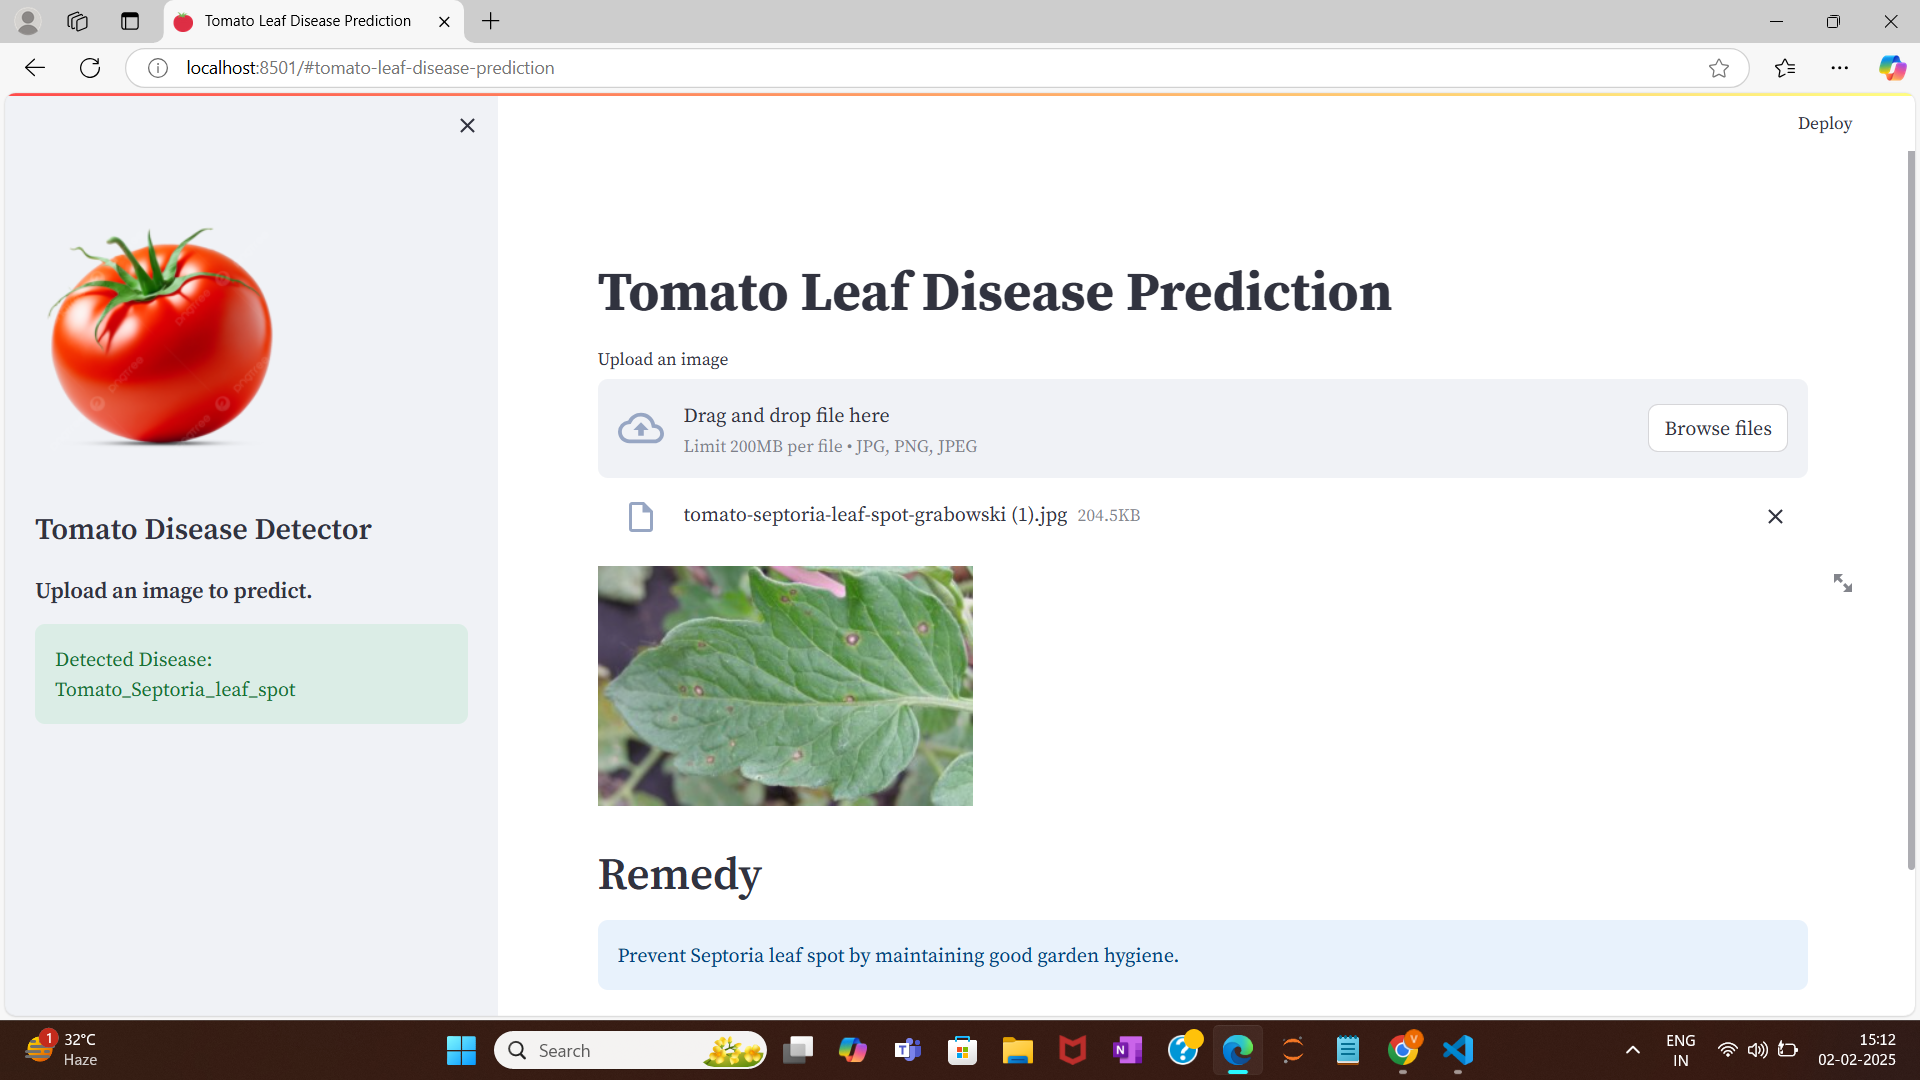 Tomato Leaf Disease Prediction
localhost:8501/#tomato-leaf-disease-prediction
Deploy
Tomato Disease Detector
Upload an image to predict.
Detected Disease:
Tomato_Septoria_leaf_spot
Tomato Leaf Disease Prediction
Upload an image
Drag and drop file here
Limit 200MB per file • JPG, PNG, JPEG
Browse files
tomato-septoria-leaf-spot-grabowski (1).jpg 204.5KB
Remedy
Prevent Septoria leaf spot by maintaining good garden hygiene.
1
32°C
Haze
Search
N
V
ENG
IN
15:12
02-02-2025